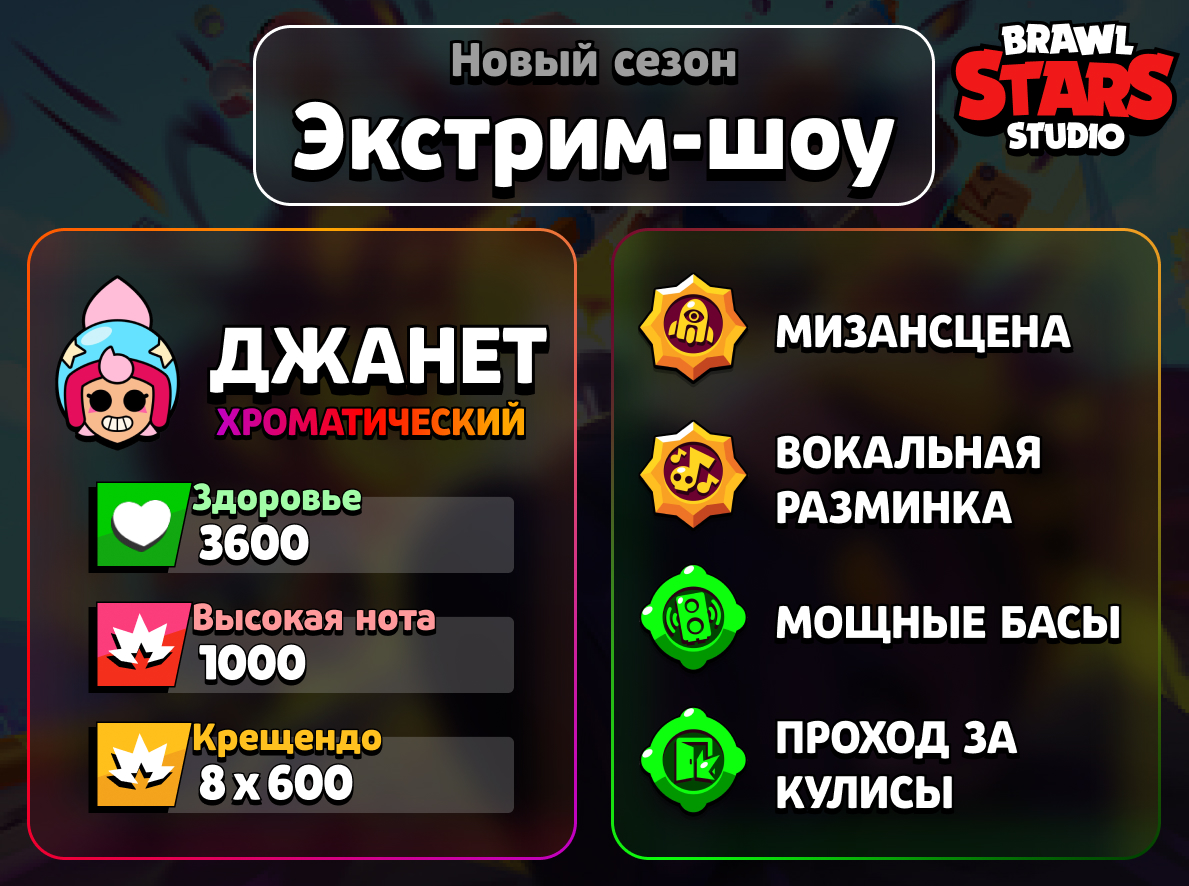 Новый сезон
Экстрим-шоу
BRAWL
STARS
STUDIO
ДЖАНЕТ
ХРОМАТИЧЕСКИЙ
Здоровье
3600
Высокая нота
1000
Крещендо
8 x 600
МИЗАНСЦЕНА
ВОКАЛЬНАЯ
РАЗМИНКА
МОЩНЫЕ БАСЫ
ПРОХОД ЗА
КУЛИСЫ